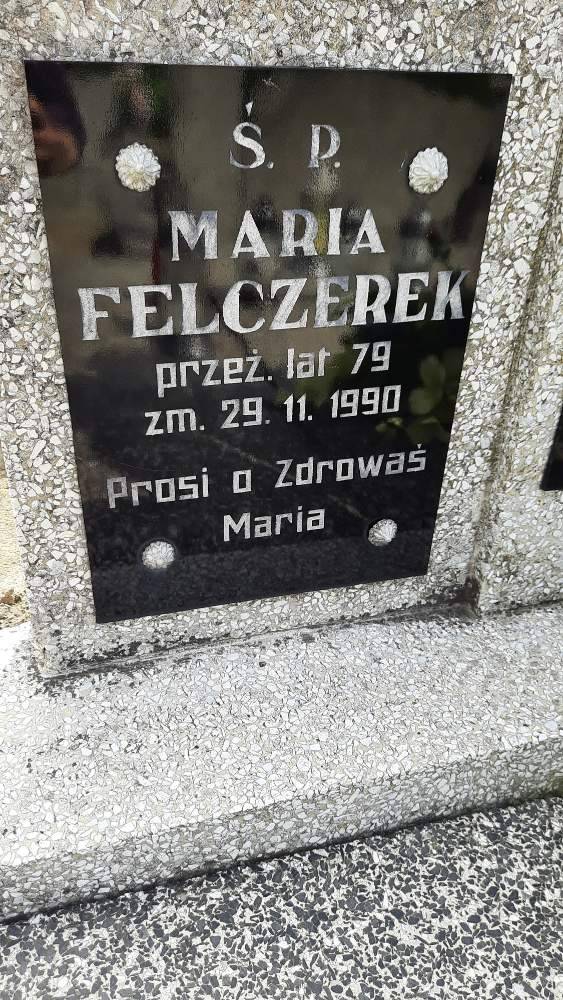 Ś. P.
MARIA
FELCZEREK
przeż. lat 79
zm. 29. 11. 1990
Prosi o Zdrowaś
Maria